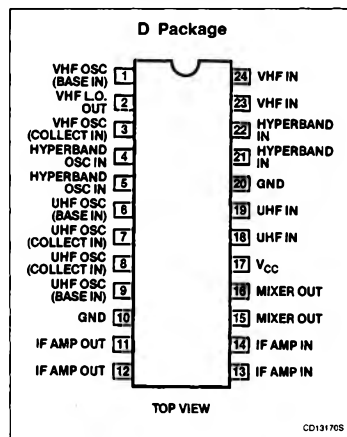 D Package
VHF OSC
(BASE IN)
1
VHF L.O.
OUT
2
VHF OSC
(COLLECT IN)
3
HYPERBAND
OSC IN
4
HYPERBAND
OSC IN
5
UHF OSC
(BASE IN)
6
UHF OSC
(COLLECT IN)
7
UHF OSC
(COLLECT IN)
8
UHF OSC
(BASE IN)
9
GND
10
IF AMP OUT
11
IF AMP OUT
12
24
VHF IN
23
VHF IN
22
HYPERBAND
IN
21
HYPERBAND
IN
20
GND
19
UHF IN
18
UHF IN
17
VCC
16
MIXER OUT
15
MIXER OUT
14
IF AMP IN
13
IF AMP IN
TOP VIEW
CD13170S